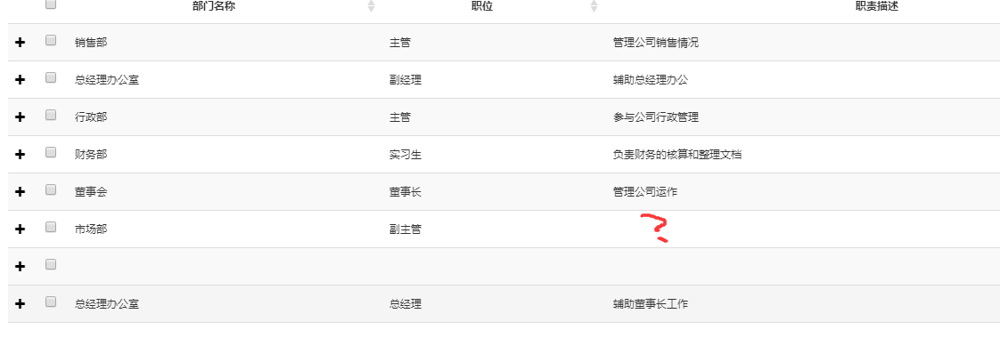 部门名称 职位 职责描述
销售部 主管 管理公司销售情况
总经理办公室 副经理 辅助总经理办公
行政部 主管 参与公司行政管理
财务部 实习生 负责财务的核算和整理文档
董事会 董事长 管理公司运作
市场部 副主管 ?
总经理办公室 总经理 辅助董事长工作